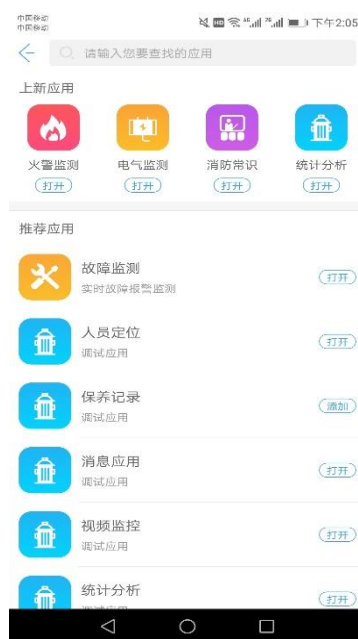 中国移动
中国移动
HD 下午2:05
请输入您要查找的应用
上新应用
火警监测 电气监测 消防常识 统计分析
打开 打开 打开 打开
推荐应用
故障监测
实时故障报警监测
打开
人员定位
调试应用
打开
保养记录
调试应用
添加
消息应用
调试应用
打开
视频监控
调试应用
打开
统计分析
打开